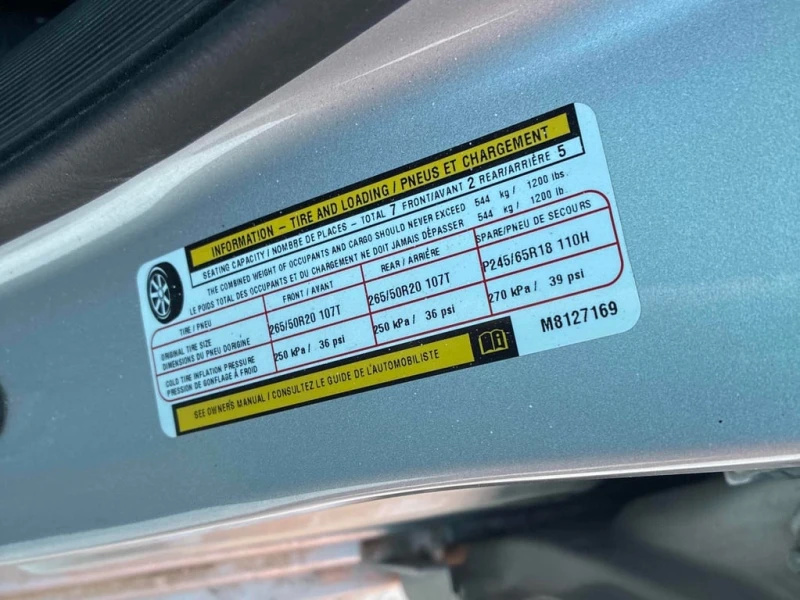 INFORMATION – TIRE AND LOADING / PNEUS ET CHARGEMENT
SEATING CAPACITY / NOMBRE DE PLACES – TOTAL 7 FRONT/AVANT 2 REAR/ARRIÈRE 5
THE COMBINED WEIGHT OF OCCUPANTS AND CARGO SHOULD NEVER EXCEED 544 kg / 1200 lbs.
LE POIDS TOTAL DES OCCUPANTS ET DU CHARGEMENT NE DOIT JAMAIS DÉPASSER 544 kg / 1200 lb.
TIRE / PNEU FRONT / AVANT REAR / ARRIÈRE SPARE/PNEU DE SECOURS
ORIGINAL TIRE SIZE
DIMENSIONS DU PNEU DORIGINE 265/50R20 107T 265/50R20 107T P245/65R18 110H
COLD TIRE INFLATION PRESSURE
PRESSION DE GONFLAGE À FROID 250 kPa / 36 psi 250 kPa / 36 psi 270 kPa / 39 psi
SEE OWNER'S MANUAL / CONSULTEZ LE GUIDE DE L'AUTOMOBILISTE
M8127169